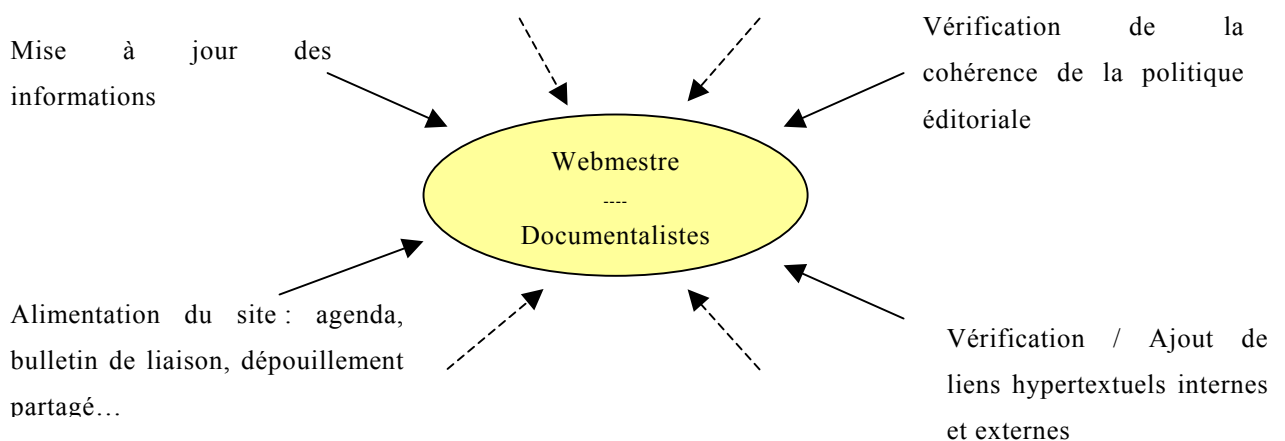 Mise à jour des
informations
Vérification de la
cohérence de la politique
éditoriale
Webmestre
----
Documentalistes
Alimentation du site : agenda,
bulletin de liaison, dépouillement
partagé…
Vérification / Ajout de
liens hypertextuels internes
et externes